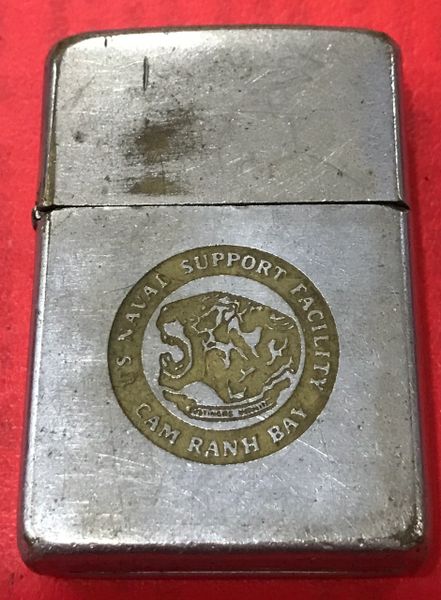 U S NAVAL SUPPORT FACILITY
CAM RANH BAY